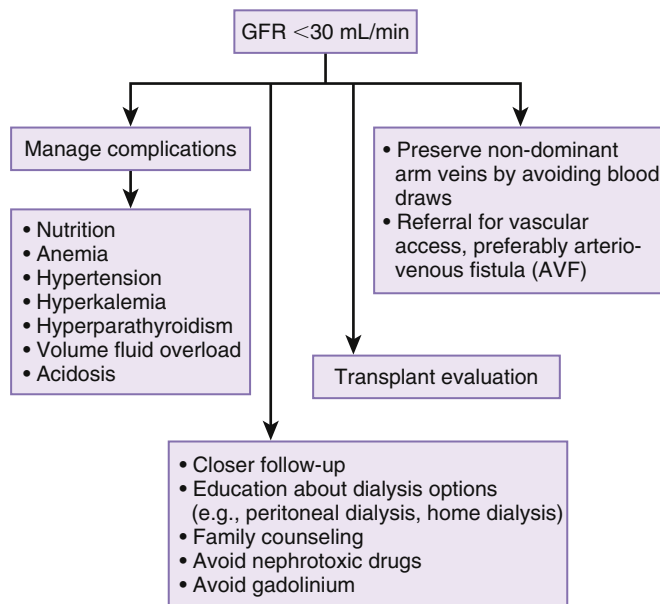 GFR <30 mL/min
Manage complications
• Nutrition
• Anemia
• Hypertension
• Hyperkalemia
• Hyperparathyroidism
• Volume fluid overload
• Acidosis
• Closer follow-up
• Education about dialysis options
(e.g., peritoneal dialysis, home dialysis)
• Family counseling
• Avoid nephrotoxic drugs
• Avoid gadolinium
Transplant evaluation
• Preserve non-dominant
arm veins by avoiding blood
draws
• Referral for vascular
access, preferably arterio-
venous fistula (AVF)